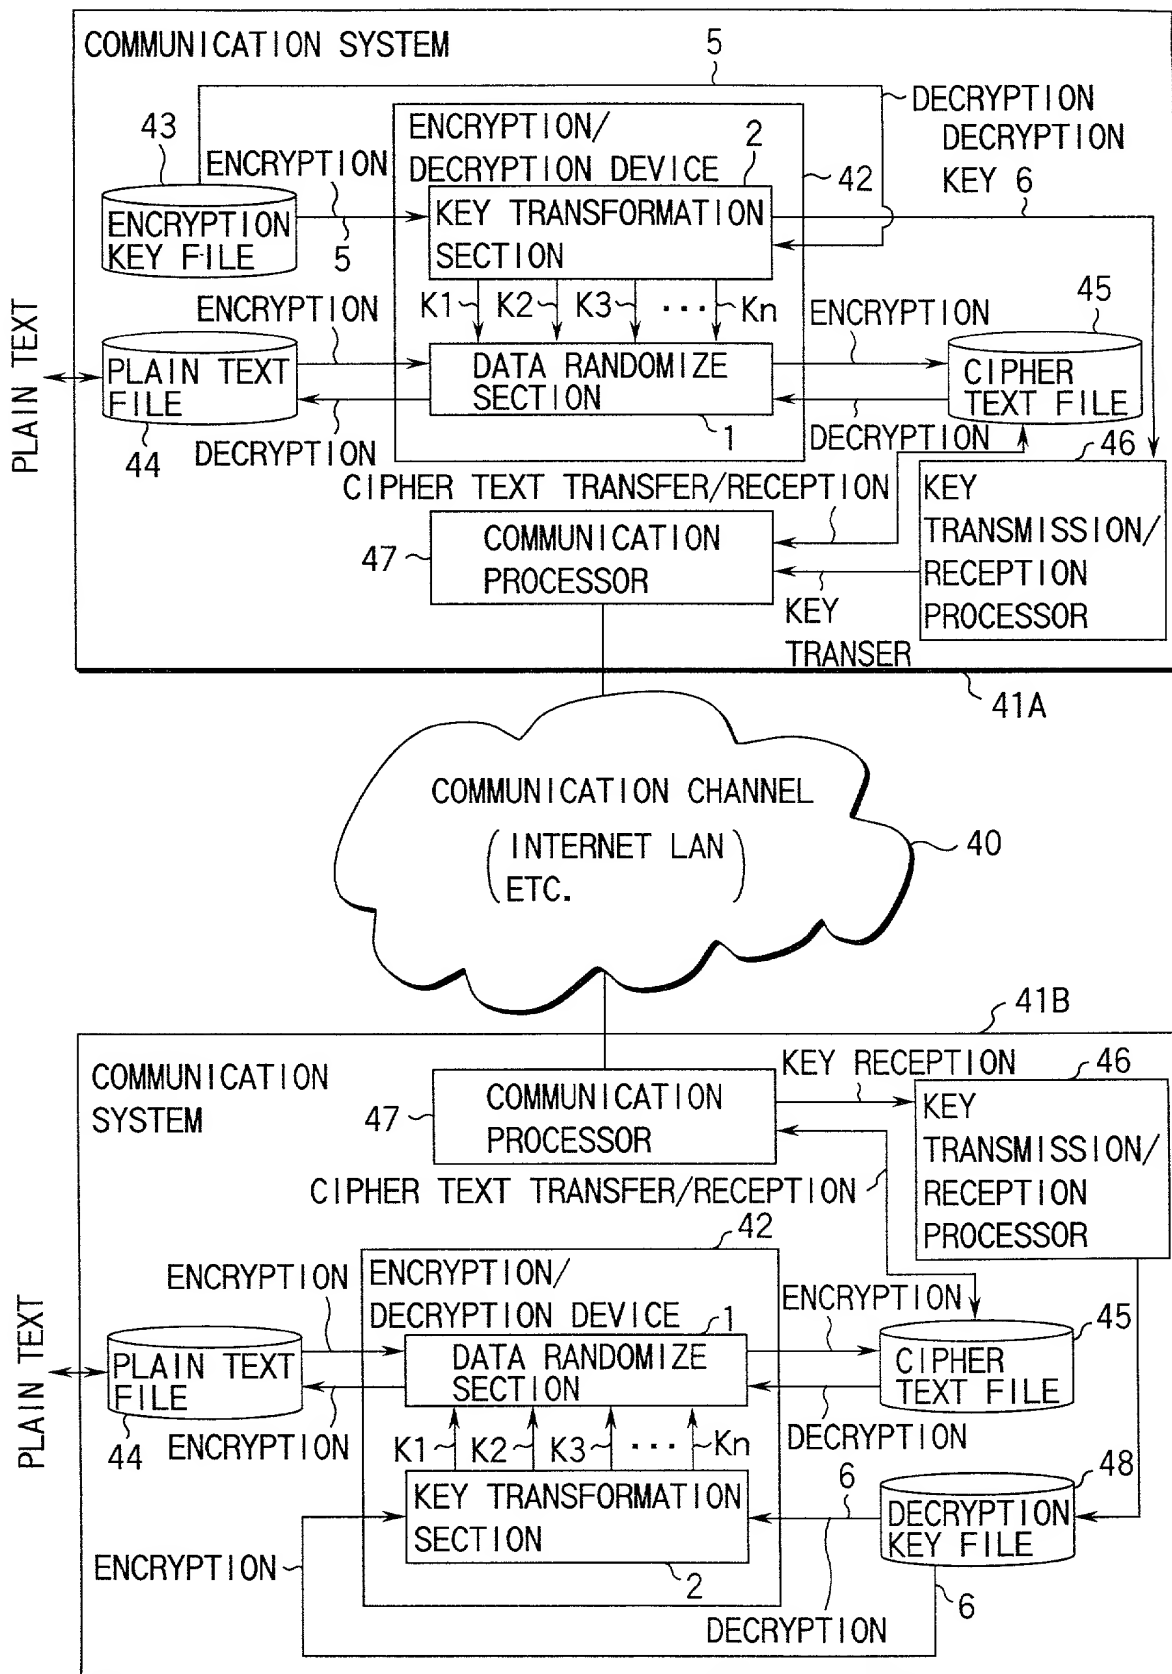 COMMUNICATION SYSTEM
5
DECRYPTION
DECRYPTION
KEY 6
43
ENCRYPTION
ENCRYPTION/
DECRYPTION DEVICE
2
42
ENCRYPTION
KEY FILE
5
KEY TRANSFORMATION
SECTION
K1
K2
K3
...
Kn
45
PLAIN TEXT
ENCRYPTION
ENCRYPTION
PLAIN TEXT
FILE
DATA RANDOMIZE
SECTION
CIPHER
TEXT FILE
44
DECRYPTION
1
DECRYPTION
46
CIPHER TEXT TRANSFER/RECEPTION
KEY
TRANSMISSION/
RECEPTION
PROCESSOR
47
COMMUNICATION
PROCESSOR
KEY
TRANSER
41A
COMMUNICATION CHANNEL
(INTERNET LAN)
ETC.
40
41B
COMMUNICATION
SYSTEM
47
COMMUNICATION
PROCESSOR
KEY RECEPTION
46
KEY
TRANSMISSION/
RECEPTION
PROCESSOR
CIPHER TEXT TRANSFER/RECEPTION
42
ENCRYPTION
ENCRYPTION/
DECRYPTION DEVICE
1
ENCRYPTION
45
PLAIN TEXT
PLAIN TEXT
FILE
DATA RANDOMIZE
SECTION
CIPHER
TEXT FILE
44
ENCRYPTION
K1
K2
K3
...
Kn
DECRYPTION
48
KEY TRANSFORMATION
SECTION
6
DECRYPTION
KEY FILE
ENCRYPTION
2
DECRYPTION
6